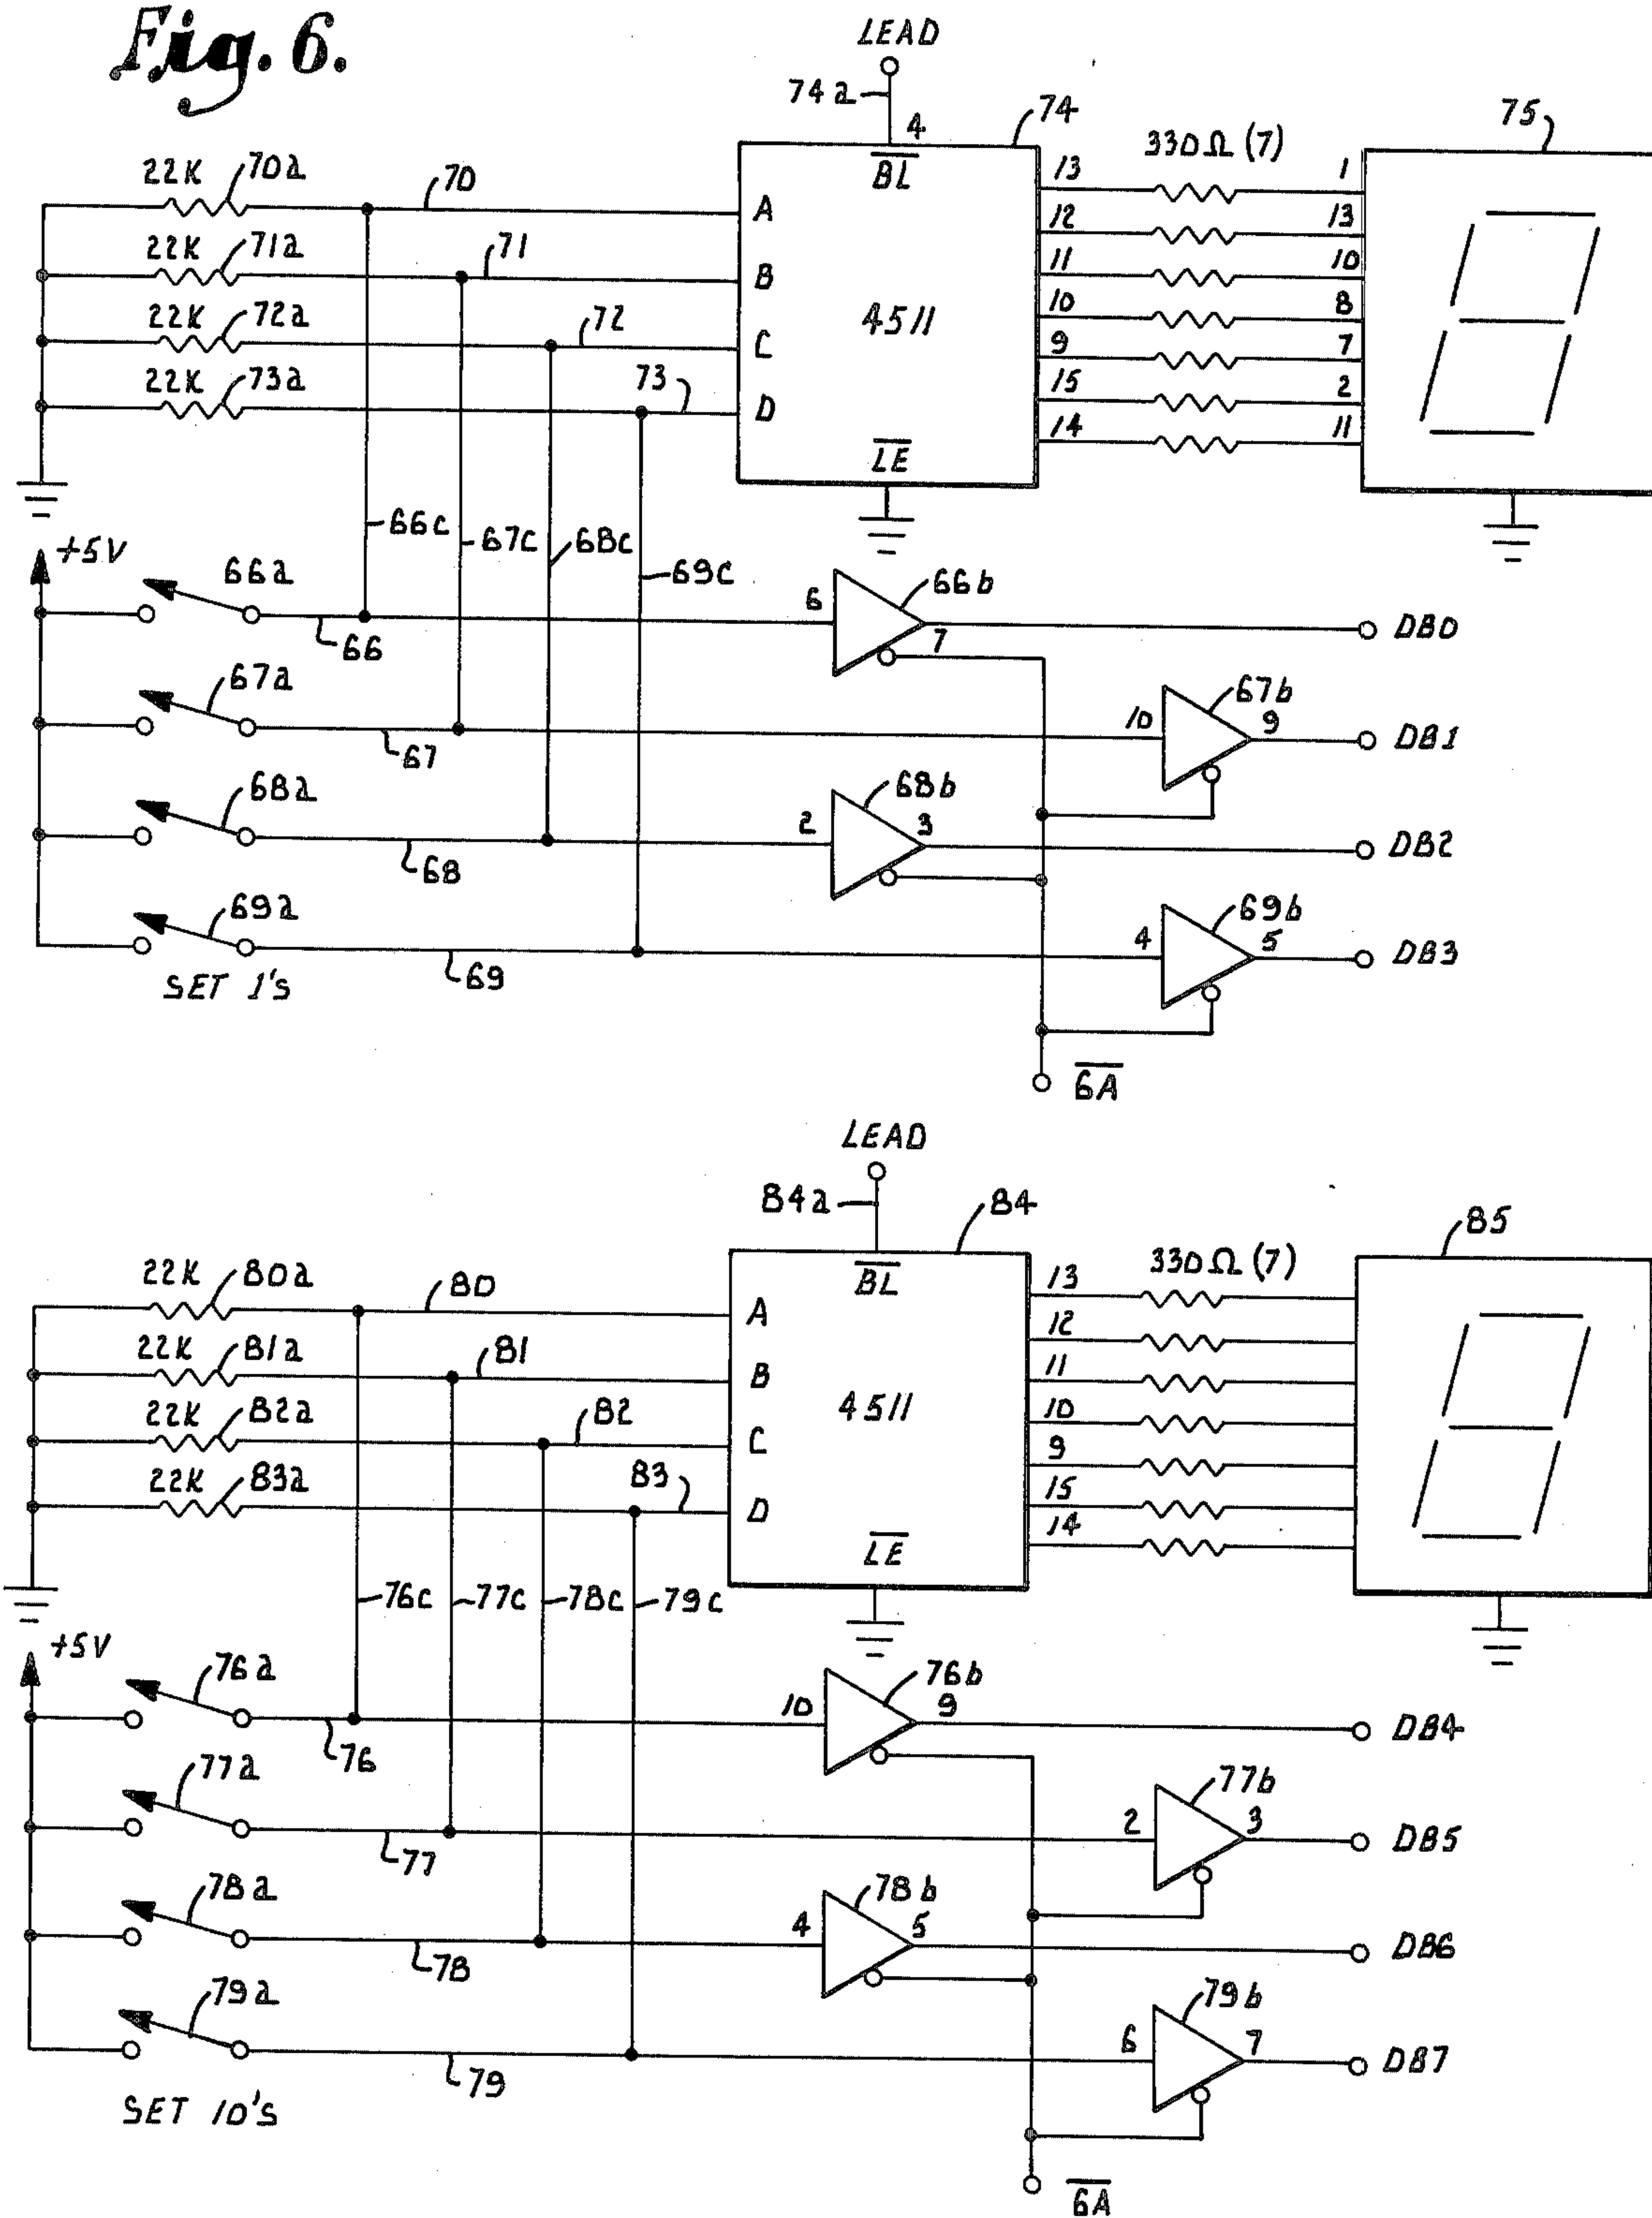 Fig. 6.
LEAD
74a
4
74
75
22K 70a
70
BL
13
330Ω (7)
1
A
12
13
22K 71a
71
B
11
10
22K 72a
72
4511
10
8
C
9
7
22K 73a
73
D
15
2
14
11
LE
+5V
66c
67c
68c
69c
66a
66
6
66b
7
DB0
67a
67
10
67b
9
DB1
68a
68
2
68b
3
DB2
69a
69
4
69b
5
DB3
SET 1's
6A
LEAD
84a
84
85
22K 80a
80
BL
13
330Ω (7)
A
12
22K 81a
81
B
11
22K 82a
82
4511
10
C
9
22K 83a
83
D
15
14
LE
76c
77c
78c
79c
+5V
76a
76
10
76b
9
DB4
77a
77
2
77b
3
DB5
78a
78
4
78b
5
DB6
79a
79
6
79b
7
DB7
SET 10's
6A